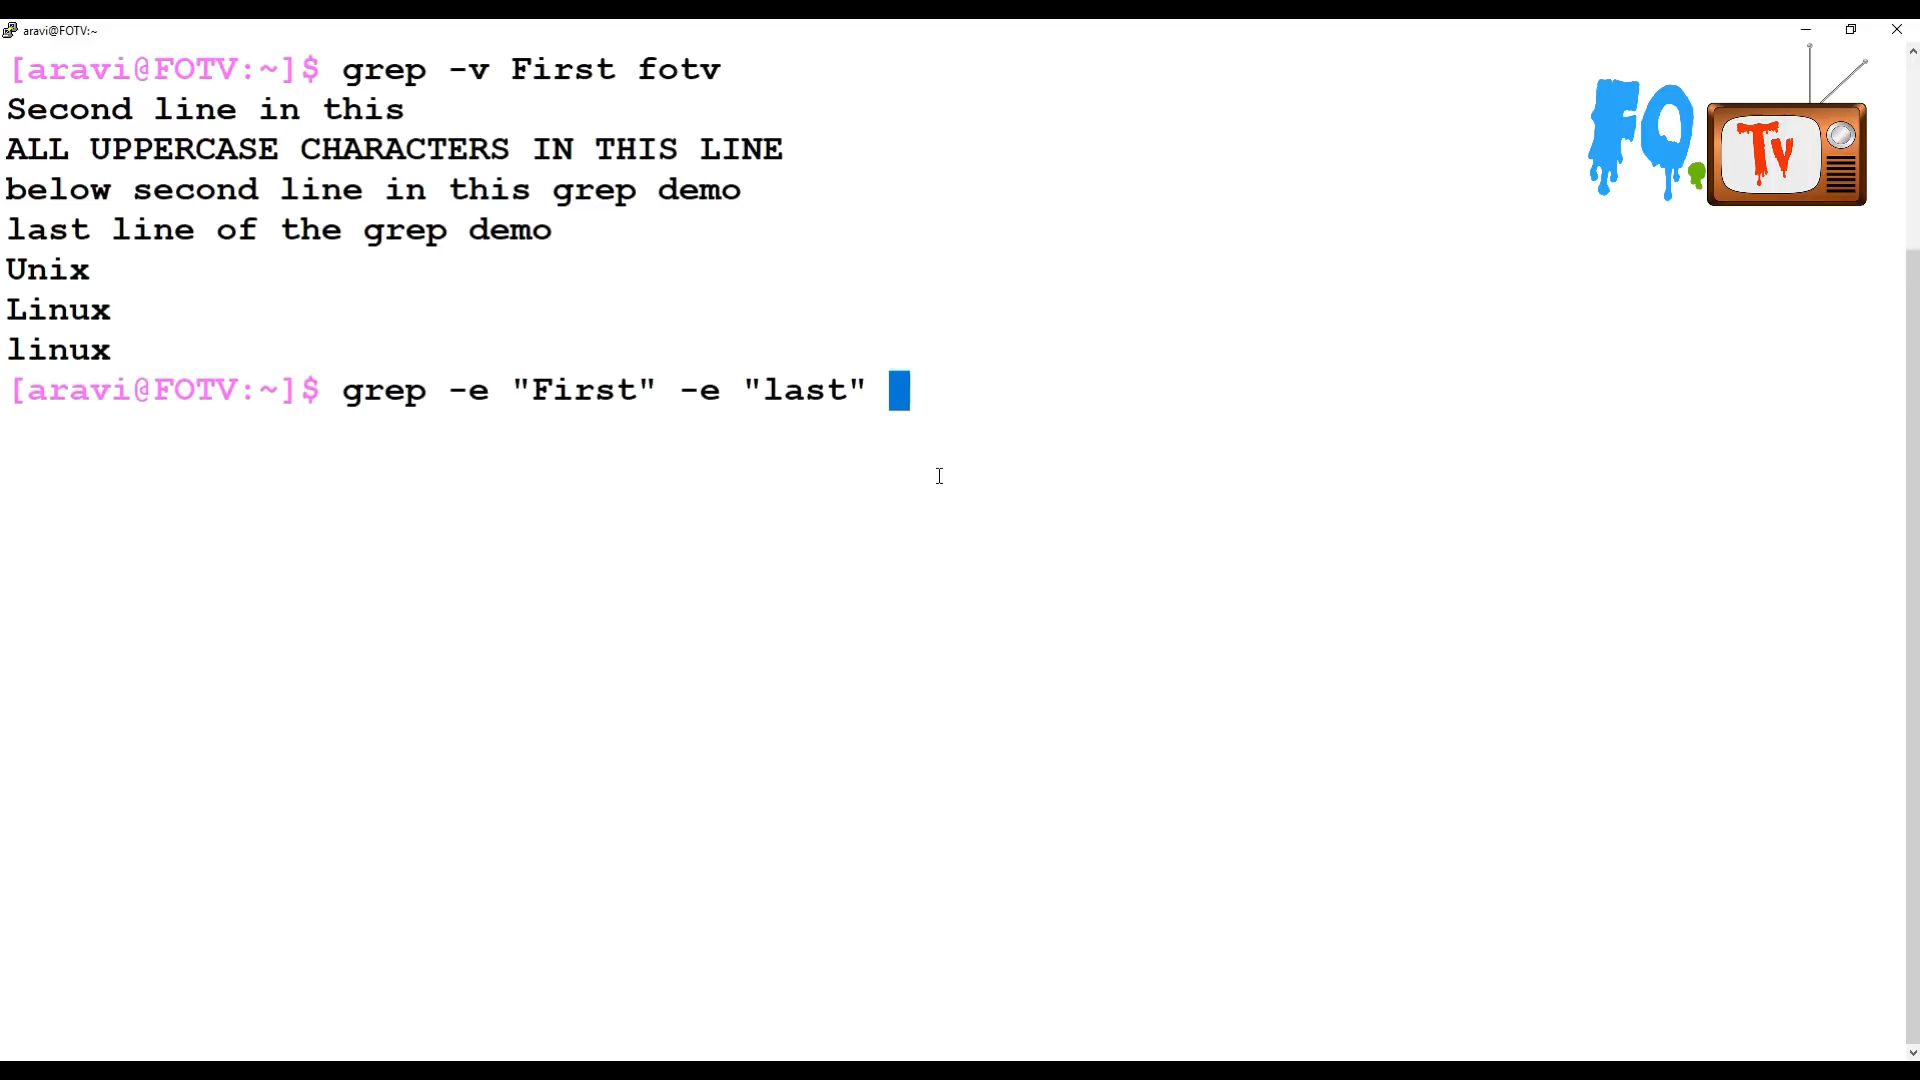 aravi@FOTV:~
[aravi@FOTV:~]$ grep -v First fotv
Second line in this
ALL UPPERCASE CHARACTERS IN THIS LINE
below second line in this grep demo
last line of the grep demo
Unix
Linux
linux
[aravi@FOTV:~]$ grep -e "First" -e "last"
FO.
Tv